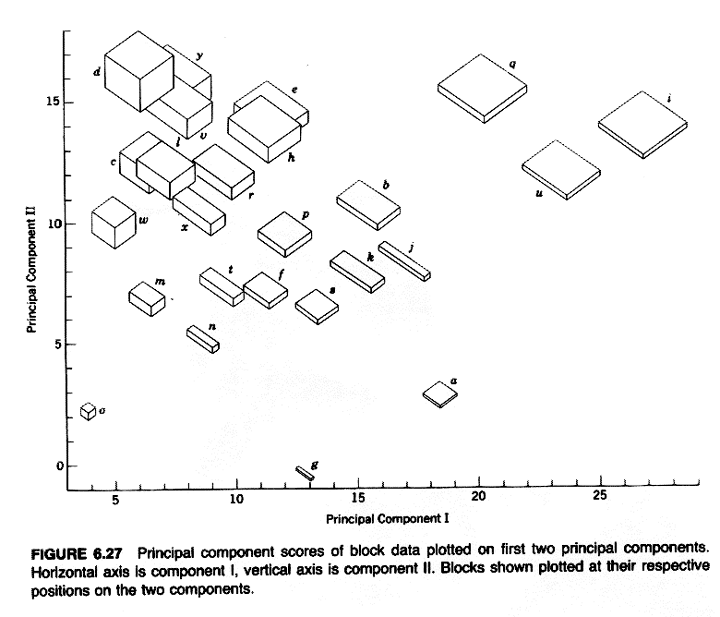 d
y
v
e
h
q
i
u
c
l
r
x
w
p
b
k
j
m
t
f
s
n
o
a
g
15
10
5
0
5
10
15
20
25
Principal Component II
Principal Component I
FIGURE 6.27 Principal component scores of block data plotted on first two principal components.
Horizontal axis is component I, vertical axis is component II. Blocks shown plotted at their respective
positions on the two components.